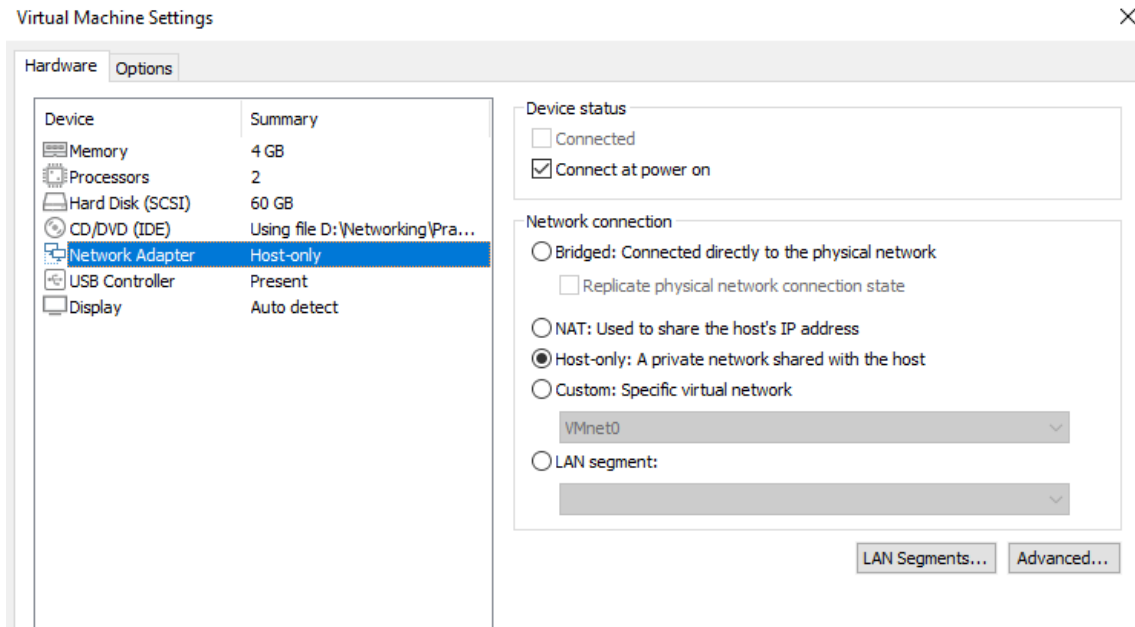 Virtual Machine Settings
Hardware Options
Device Summary
Memory 4 GB
Processors 2
Hard Disk (SCSI) 60 GB
CD/DVD (IDE) Using file D:\Networking\Pra...
Network Adapter Host-only
USB Controller Present
Display Auto detect
Device status
Connected
Connect at power on
Network connection
Bridged: Connected directly to the physical network
Replicate physical network connection state
NAT: Used to share the host's IP address
Host-only: A private network shared with the host
Custom: Specific virtual network
VMnet0
LAN segment:
LAN Segments... Advanced...